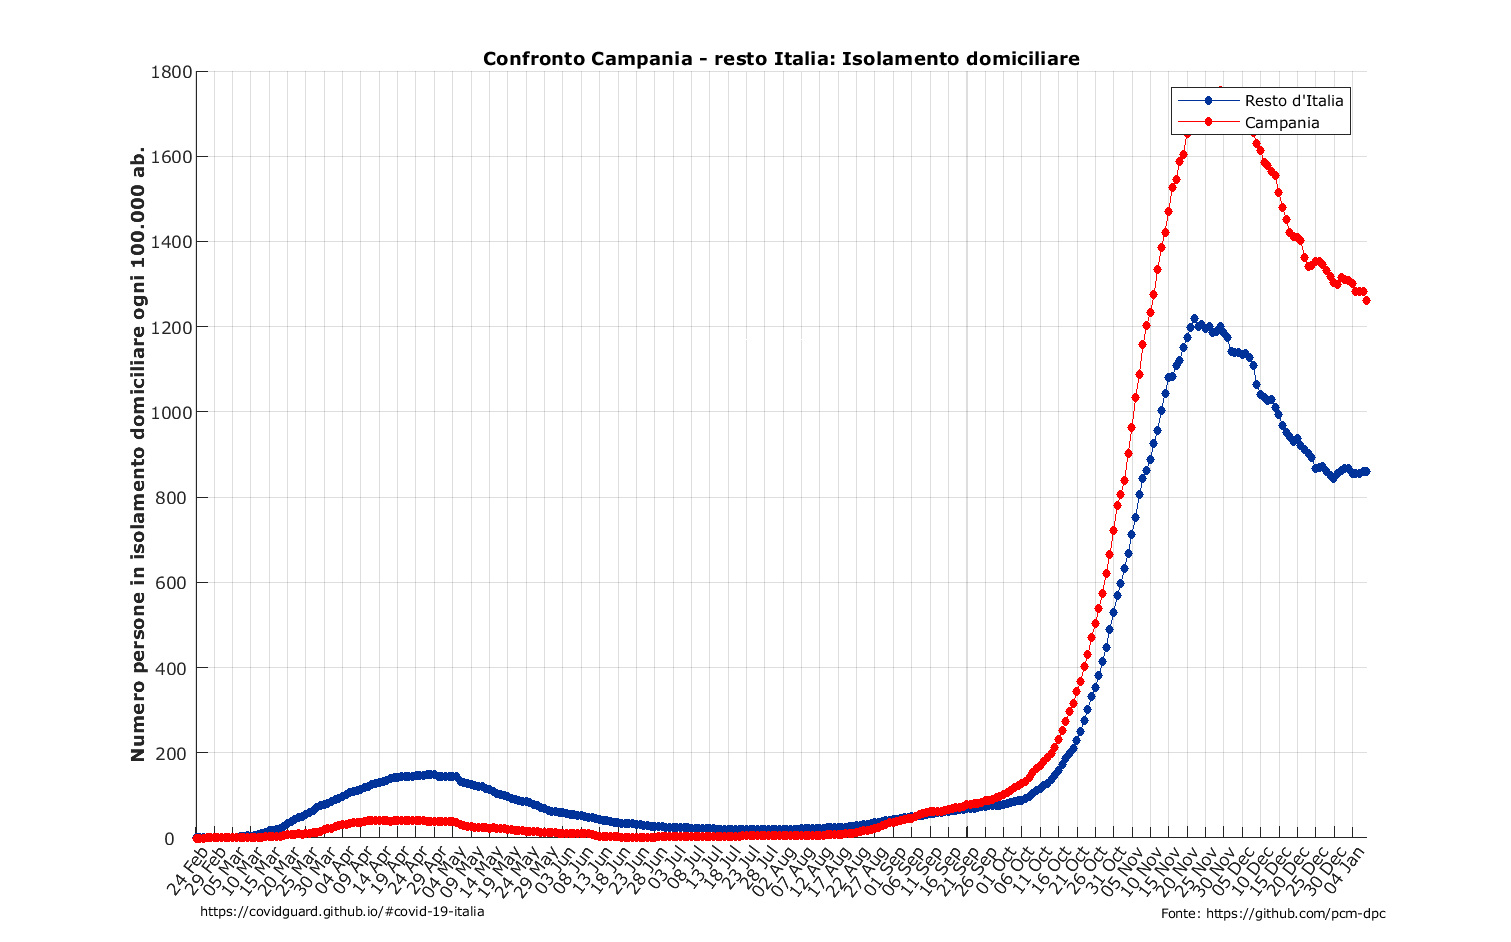 Confronto Campania - resto Italia: Isolamento domiciliare
Numero persone in isolamento domiciliare ogni 100.000 ab.
1800
1600
1400
1200
1000
800
600
400
200
0
Resto d'Italia
Campania
24 Feb
29 Feb
05 Mar
10 Mar
15 Mar
20 Mar
25 Mar
30 Mar
04 Apr
09 Apr
14 Apr
19 Apr
24 Apr
29 Apr
04 May
09 May
14 May
19 May
24 May
29 May
03 Jun
08 Jun
13 Jun
18 Jun
23 Jun
28 Jun
03 Jul
08 Jul
13 Jul
18 Jul
23 Jul
28 Jul
02 Aug
07 Aug
12 Aug
17 Aug
22 Aug
27 Aug
01 Sep
06 Sep
11 Sep
16 Sep
21 Sep
26 Sep
01 Oct
06 Oct
11 Oct
16 Oct
21 Oct
26 Oct
31 Oct
05 Nov
10 Nov
15 Nov
20 Nov
25 Nov
30 Nov
05 Dec
10 Dec
15 Dec
20 Dec
25 Dec
30 Dec
04 Jan
https://covidguard.github.io/#covid-19-italia
Fonte: https://github.com/pcm-dpc